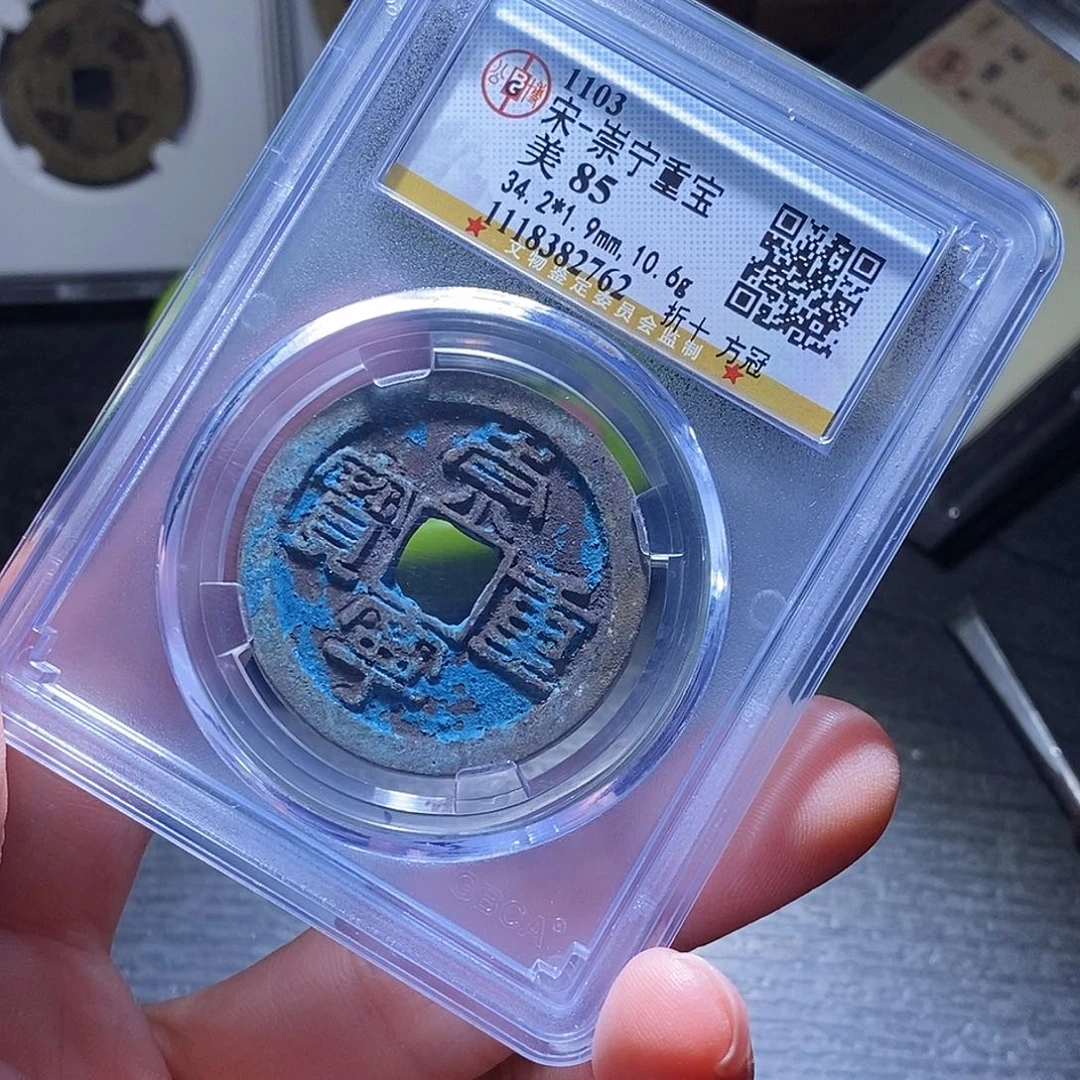 1103
宋-崇宁重宝
美 85
34.2*1.9mm,10.6g
1118382762
折十 方冠
文物鉴定委员会监制
崇
寶 重
寧
GBCA®